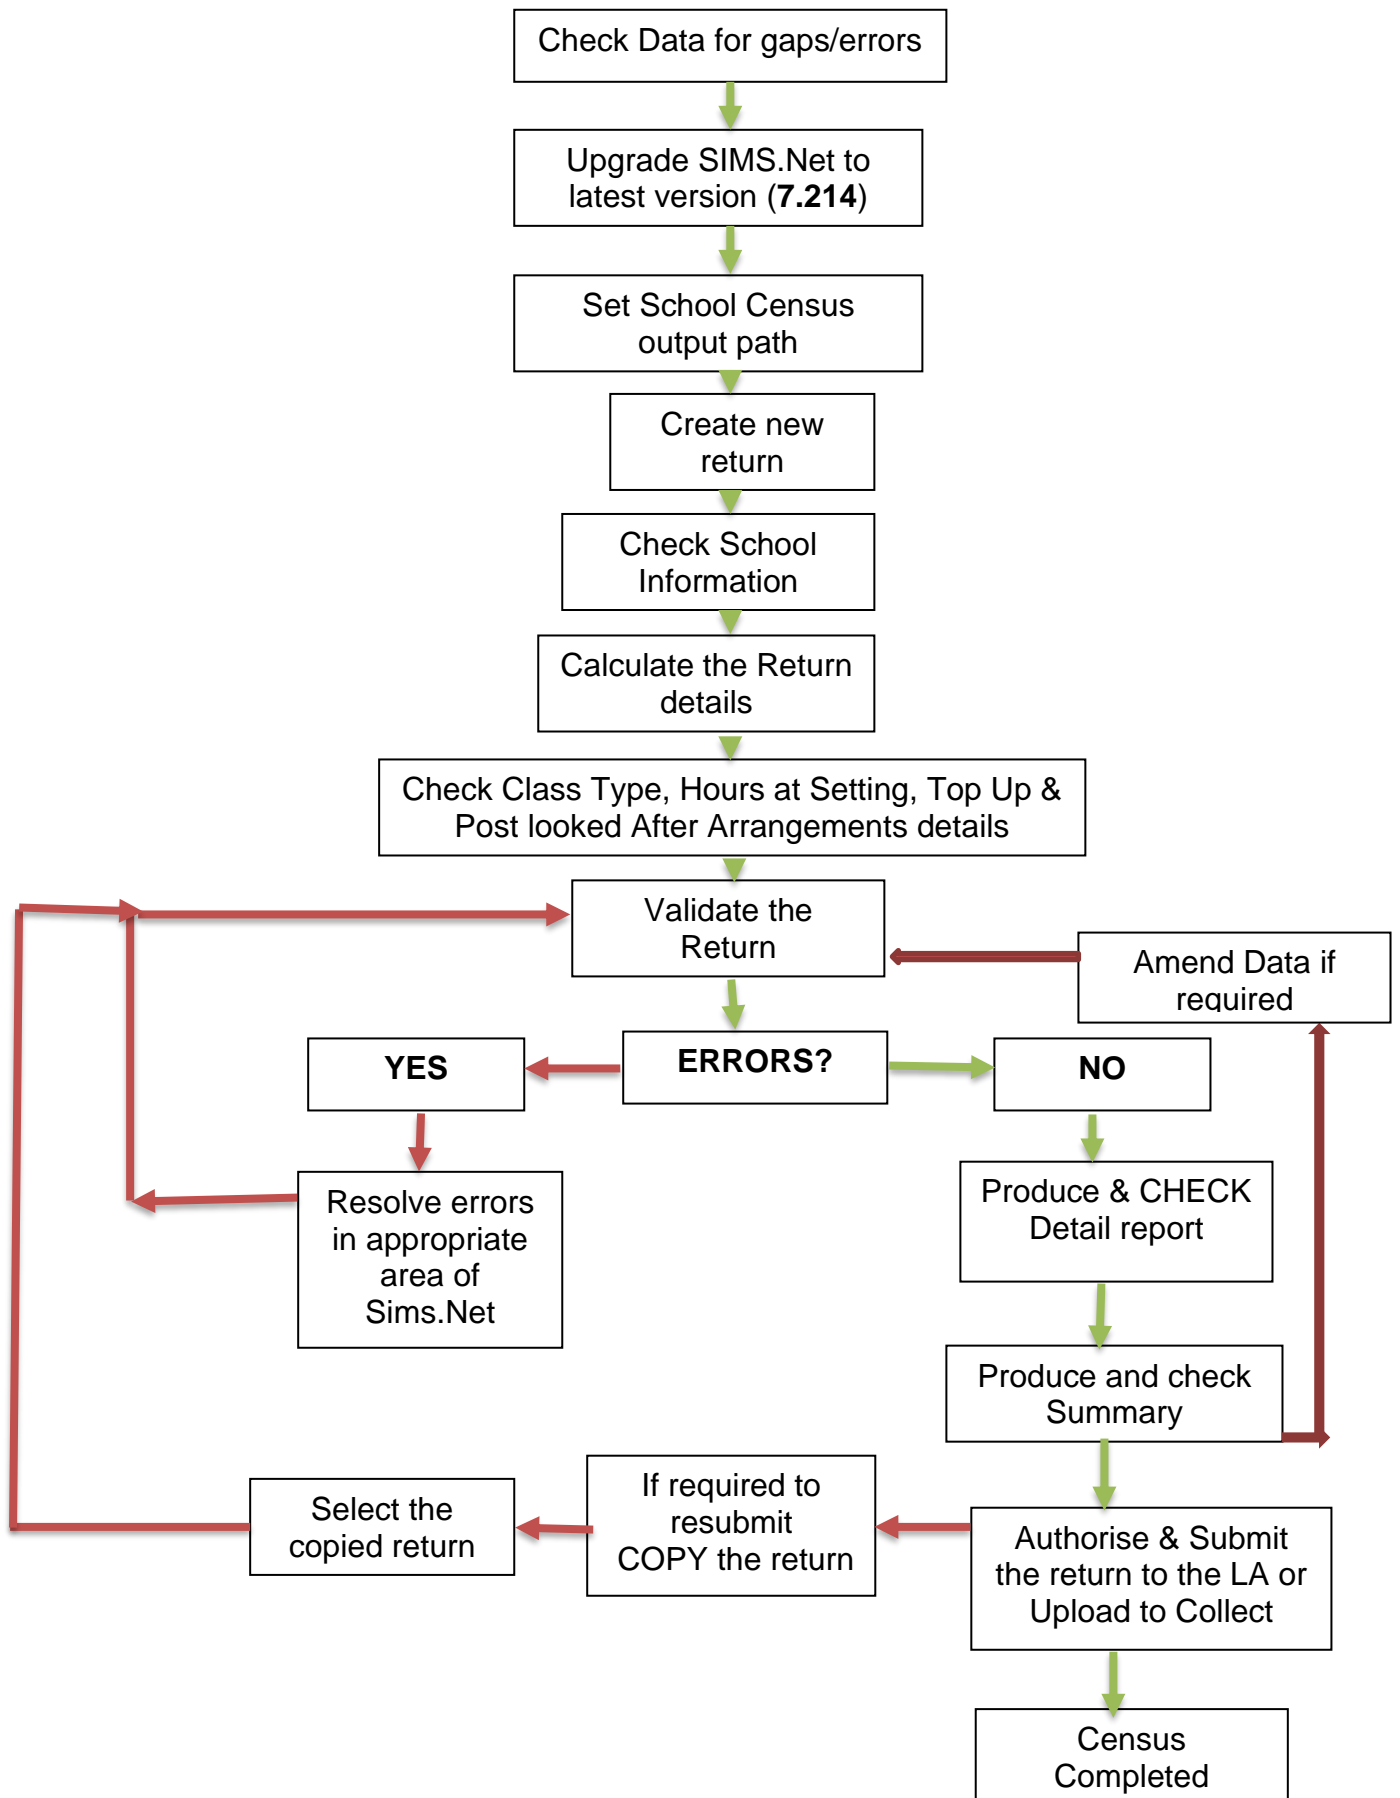 Check Data for gaps/errors
Upgrade SIMS.Net to
latest version (7.214)
Set School Census
output path
Create new
return
Check School
Information
Calculate the Return
details
Check Class Type, Hours at Setting, Top Up &
Post looked After Arrangements details
Validate the
Return
Amend Data if
required
YES
ERRORS?
NO
Resolve errors
in appropriate
area of
Sims.Net
Produce & CHECK
Detail report
Produce and check
Summary
Select the
copied return
If required to
resubmit
COPY the return
Authorise & Submit
the return to the LA or
Upload to Collect
Census
Completed